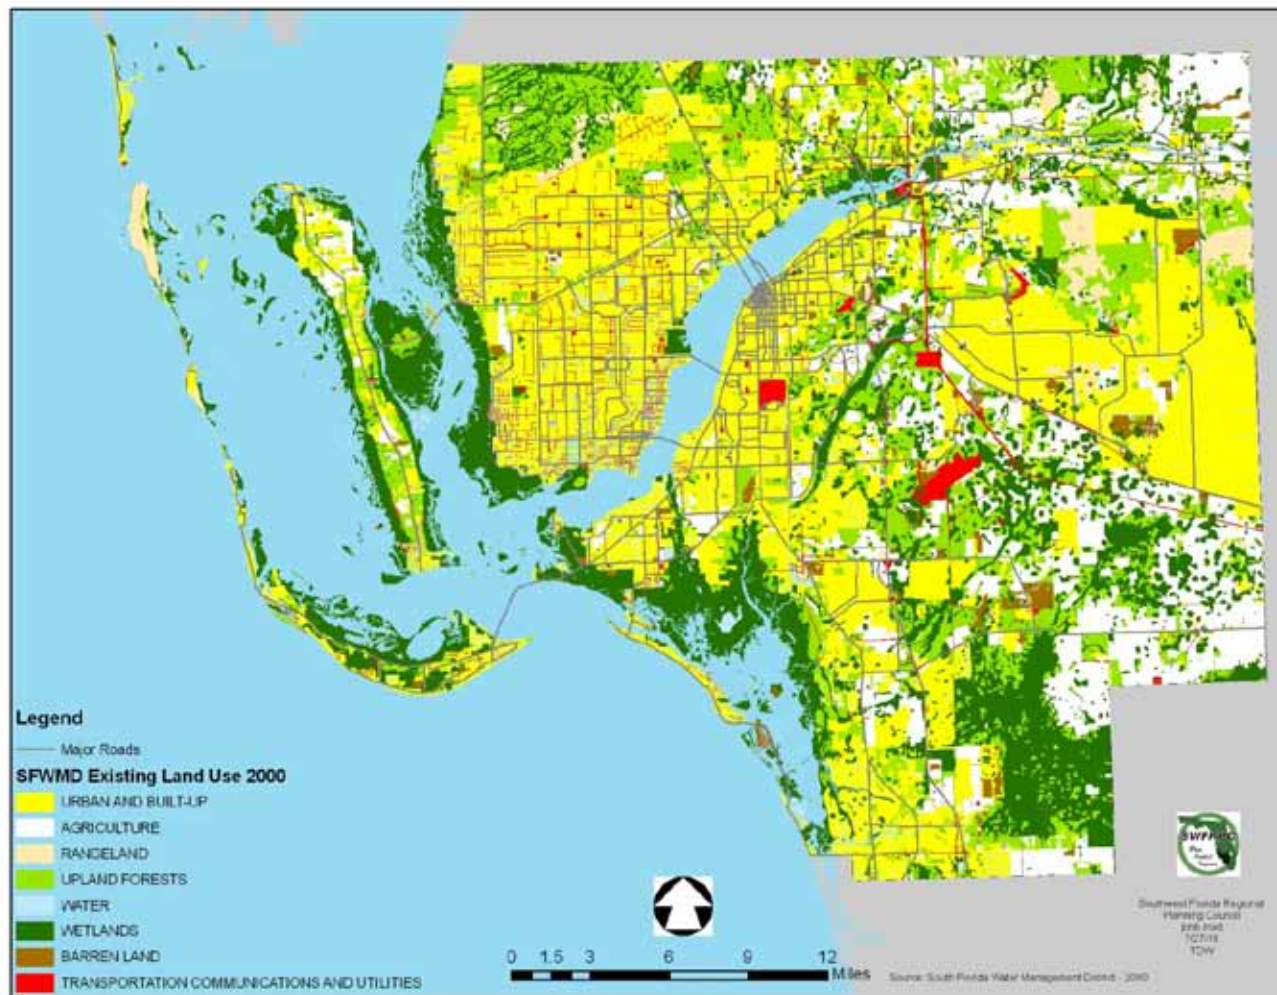 Legend
Major Roads
SFWMD Existing Land Use 2000
URBAN AND BUILT-UP
AGRICULTURE
RANGELAND
UPLAND FORESTS
WATER
WETLANDS
BARREN LAND
TRANSPORTATION COMMUNICATIONS AND UTILITIES
0 1.5 3 6 9 12
Miles
Source: South Florida Water Management District - 2000
Southwest Florida Regional
Planning Council